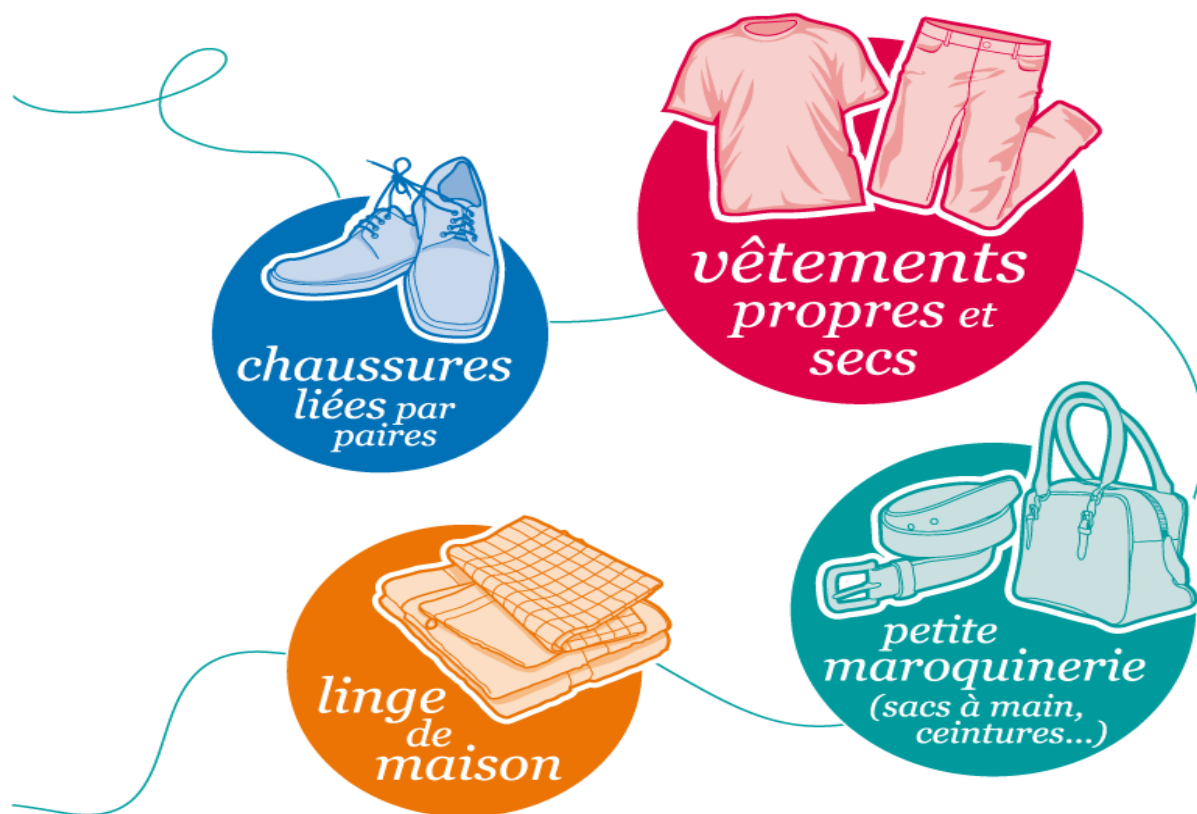 chaussures
liées par
paires
vêtements
propres et
secs
petite
maroquinerie
(sacs à main,
ceintures...)
linge
de
maison